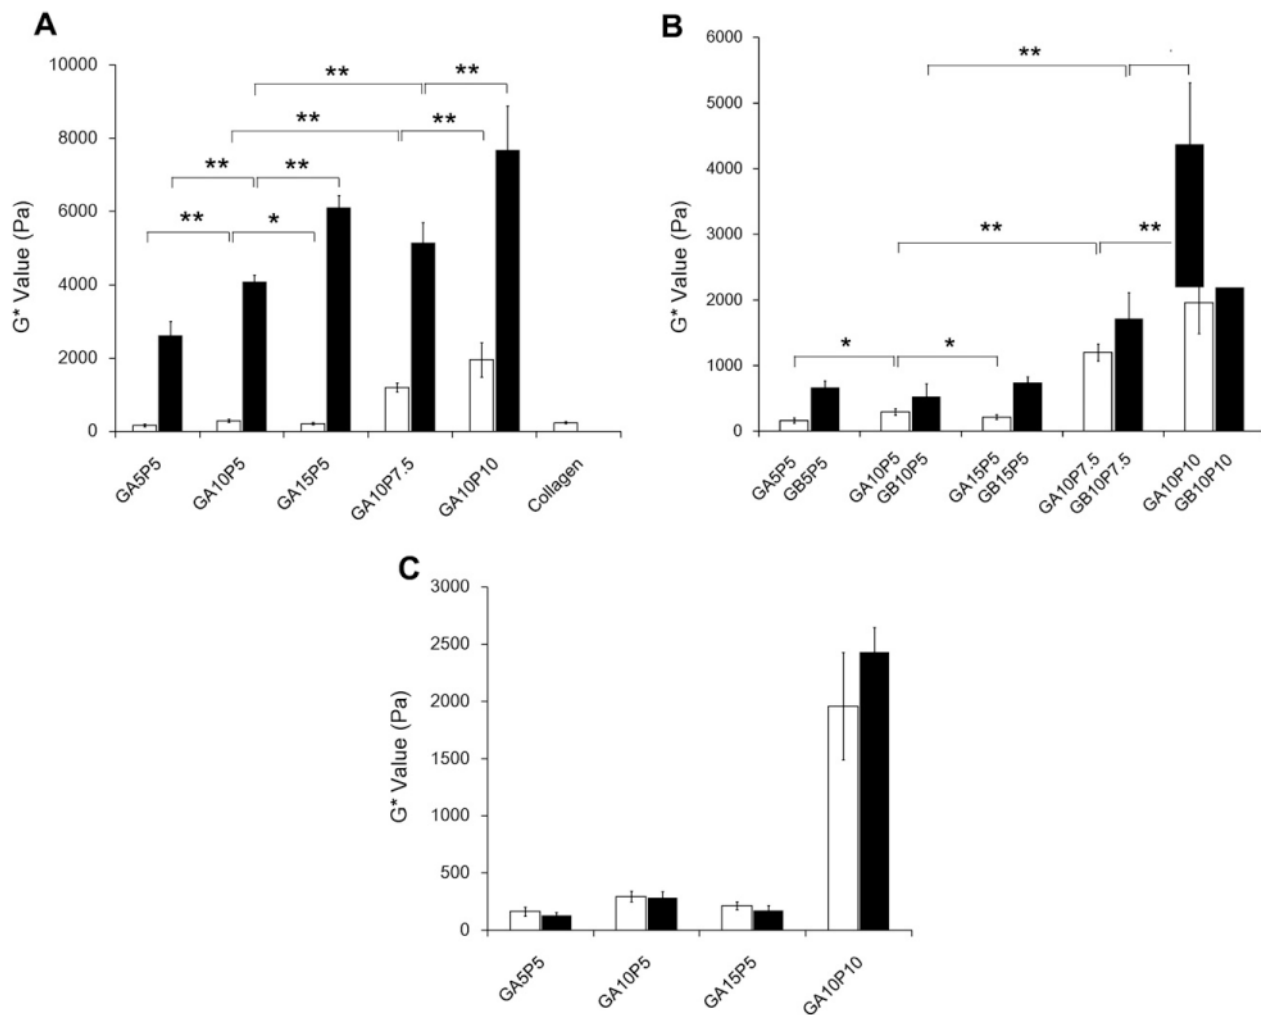 A
G* Value (Pa)
10000
8000
6000
4000
2000
0
**
**
**
**
**
**
**
*
GA5P5
GA10P5
GA15P5
GA10P7.5
GA10P10
Collagen
B
G* Value (Pa)
6000
5000
4000
3000
2000
1000
0
**
**
**
*
*
GA5P5
GB5P5
GA10P5
GB10P5
GA15P5
GB15P5
GA10P7.5
GB10P7.5
GA10P10
GB10P10
C
G* Value (Pa)
3000
2500
2000
1500
1000
500
0
GA5P5
GA10P5
GA15P5
GA10P10